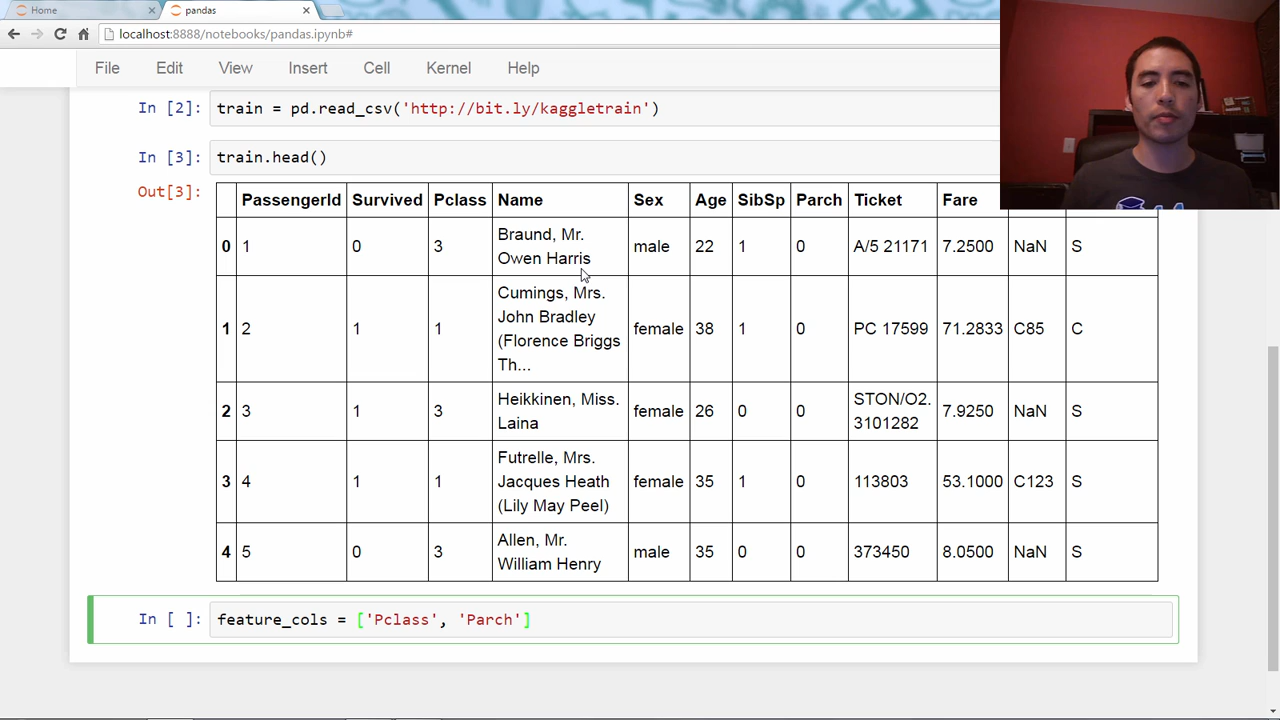 Home
pandas
localhost:8888/notebooks/pandas.ipynb#
File Edit View Insert Cell Kernel Help
In [2]: train = pd.read_csv('http://bit.ly/kaggletrain')
In [3]: train.head()
Out[3]:
PassengerId Survived Pclass Name Sex Age SibSp Parch Ticket Fare
0 1 0 3 Braund, Mr. Owen Harris male 22 1 0 A/5 21171 7.2500 NaN S
1 2 1 1 Cumings, Mrs. John Bradley (Florence Briggs Th... female 38 1 0 PC 17599 71.2833 C85 C
2 3 1 3 Heikkinen, Miss. Laina female 26 0 0 STON/O2. 3101282 7.9250 NaN S
3 4 1 1 Futrelle, Mrs. Jacques Heath (Lily May Peel) female 35 1 0 113803 53.1000 C123 S
4 5 0 3 Allen, Mr. William Henry male 35 0 0 373450 8.0500 NaN S
In [ ]: feature_cols = ['Pclass', 'Parch']